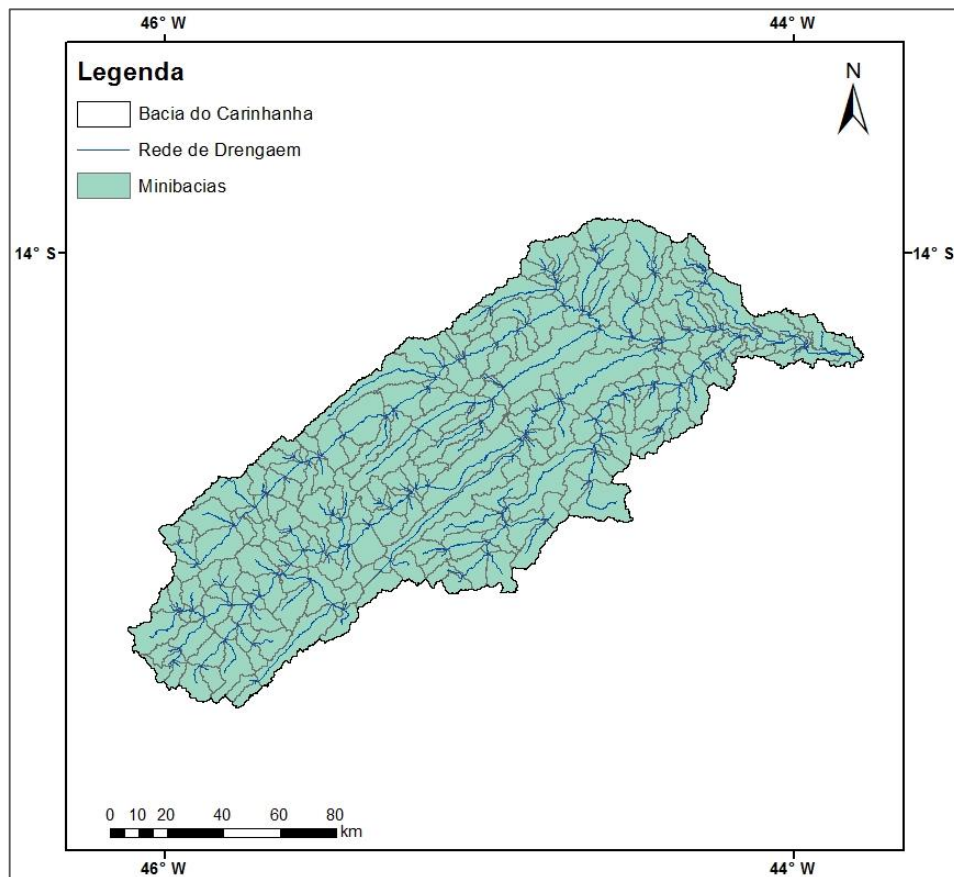 46° W 44° W
Legenda
Bacia do Carinhanha
Rede de Drengaem
Minibacias
N
14° S 14° S
0 10 20 40 60 80
km
46° W 44° W